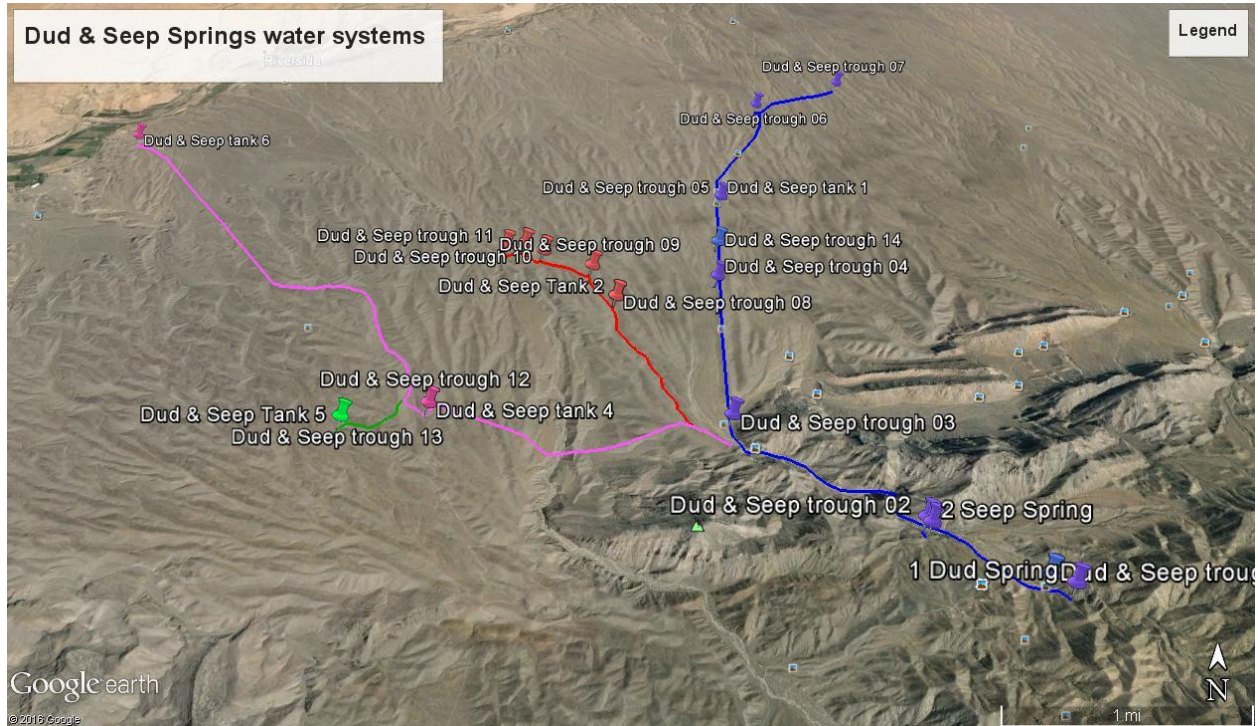 Dud & Seep Springs water systems
Legend
Riverside
Dud & Seep trough 07
Dud & Seep trough 06
Dud & Seep tank 6
Dud & Seep trough 05
Dud & Seep tank 1
Dud & Seep trough 11
Dud & Seep trough 09
Dud & Seep trough 14
Dud & Seep trough 10
Dud & Seep trough 04
Dud & Seep Tank 2
Dud & Seep trough 08
Dud & Seep trough 12
Dud & Seep Tank 5
Dud & Seep tank 4
Dud & Seep trough 13
Dud & Seep trough 03
Dud & Seep trough 02
2 Seep Spring
1 Dud Spring
Dud & Seep troug
Google earth
N
© 2016 Google
1 mi